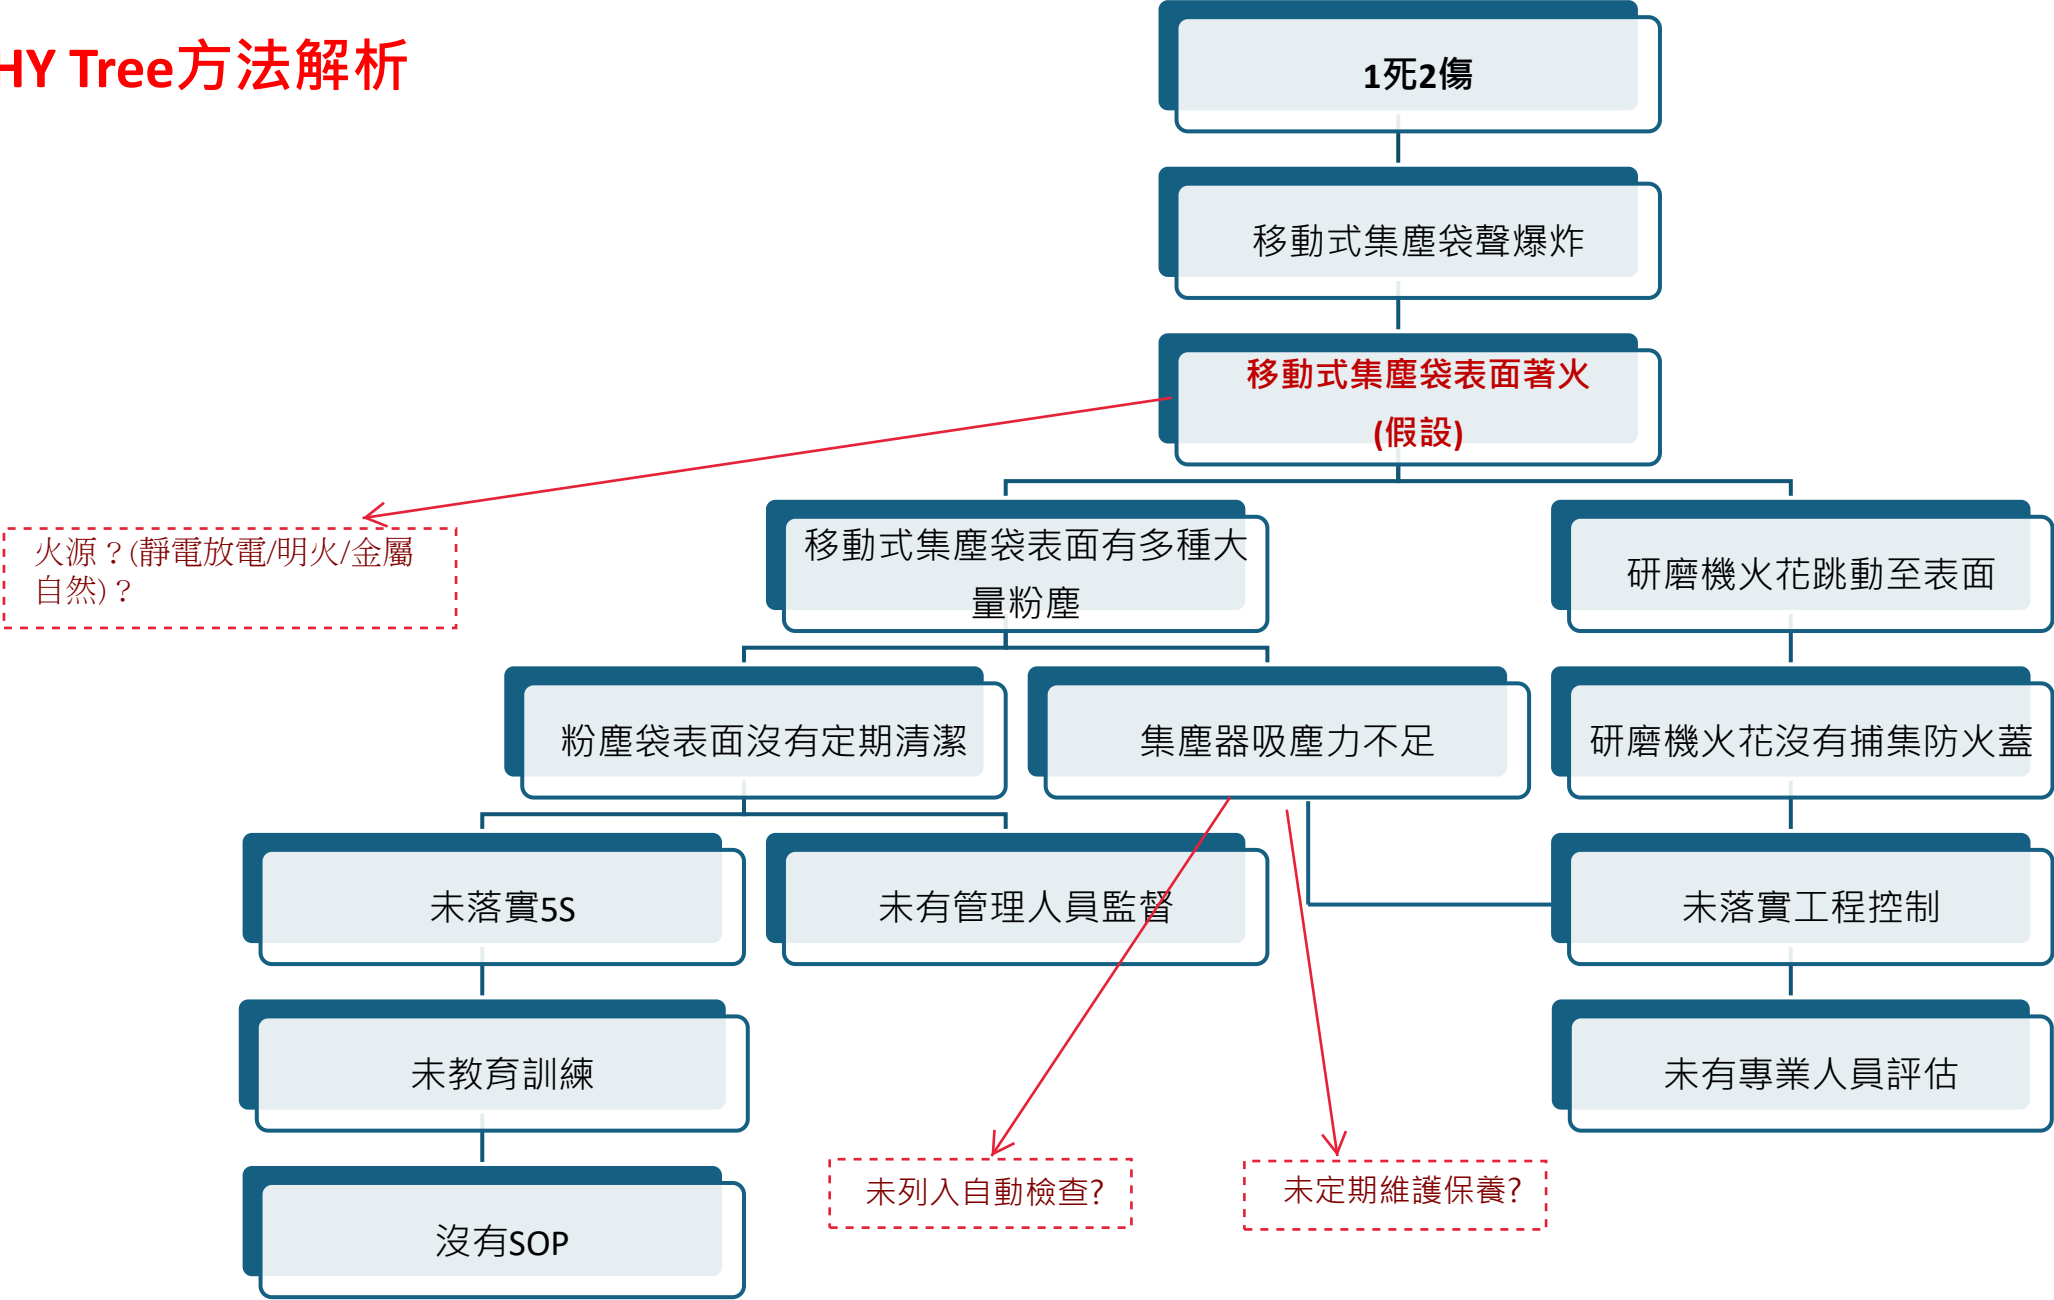 HY Tree方法解析
1死2傷
移動式集塵袋聲爆炸
移動式集塵袋表面著火
(假設)
火源？(靜電放電/明火/金屬
自然)？
移動式集塵袋表面有多種大
量粉塵
研磨機火花跳動至表面
粉塵袋表面沒有定期清潔
集塵器吸塵力不足
研磨機火花沒有捕集防火蓋
未落實5S
未有管理人員監督
未落實工程控制
未教育訓練
未有專業人員評估
未列入自動檢查?
未定期維護保養?
沒有SOP